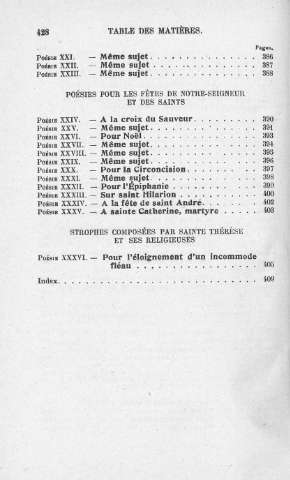 428 TABLE DES MATIÈRES.
Pages.
Poésie XXI. — Même sujet . . . . . . . . . . . . . . . 386
Poésie XXII. — Même sujet . . . . . . . . . . . . . . . 387
Poésie XXIII. — Même sujet . . . . . . . . . . . . . . . 388
POÉSIES POUR LES FÊTES DE NOTRE-SEIGNEUR
ET DES SAINTS
Poésie XXIV. — A la croix du Sauveur . . . . . . . . . 390
Poésie XXV. — Même sujet . . . . . . . . . . . . . . . 391
Poésie XXVI. — Pour Noël . . . . . . . . . . . . . . . 393
Poésie XXVII. — Même sujet . . . . . . . . . . . . . . 394
Poésie XXVIII. — Même sujet . . . . . . . . . . . . . . 395
Poésie XXIX. — Même sujet . . . . . . . . . . . . . . . 396
Poésie XXX. — Pour la Circoncision . . . . . . . . . . 397
Poésie XXXI. — Même sujet . . . . . . . . . . . . . . . 398
Poésie XXXII. — Pour l'Épiphanie . . . . . . . . . . . 399
Poésie XXXIII. — Sur saint Hilarion . . . . . . . . . . 400
Poésie XXXIV. — A la fête de saint André . . . . . . . 402
Poésie XXXV. — A sainte Catherine, martyre . . . . . 403
STROPHES COMPOSÉES PAR SAINTE THÉRÈSE
ET SES RELIGIEUSES
Poésie XXXVI. — Pour l'éloignement d'un incommode
fléau . . . . . . . . . . . . . . . 405
Index. . . . . . . . . . . . . . . . . . . . . . . . . 409